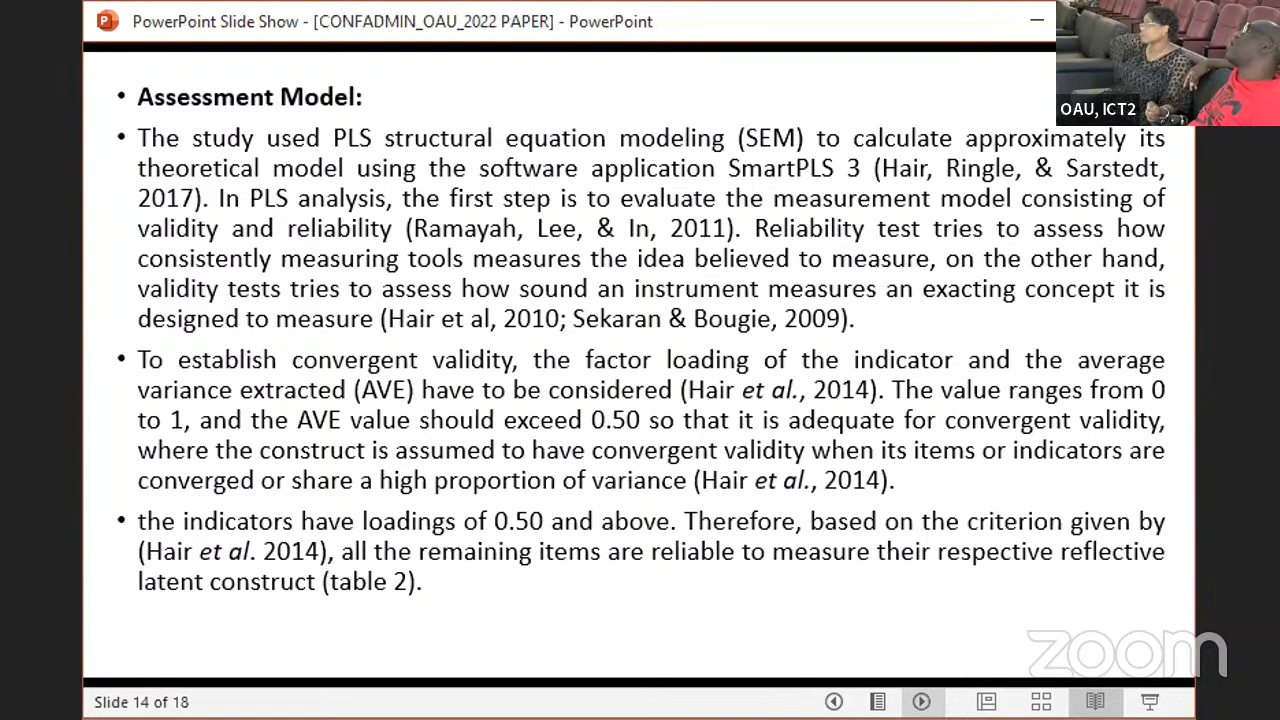 PowerPoint Slide Show - [CONFADMIN_OAU_2022 PAPER] - PowerPoint
OAU, ICT2
• Assessment Model:
• The study used PLS structural equation modeling (SEM) to calculate approximately its
theoretical model using the software application SmartPLS 3 (Hair, Ringle, & Sarstedt,
2017). In PLS analysis, the first step is to evaluate the measurement model consisting of
validity and reliability (Ramayah, Lee, & In, 2011). Reliability test tries to assess how
consistently measuring tools measures the idea believed to measure, on the other hand,
validity tests tries to assess how sound an instrument measures an exacting concept it is
designed to measure (Hair et al, 2010; Sekaran & Bougie, 2009).
• To establish convergent validity, the factor loading of the indicator and the average
variance extracted (AVE) have to be considered (Hair et al., 2014). The value ranges from 0
to 1, and the AVE value should exceed 0.50 so that it is adequate for convergent validity,
where the construct is assumed to have convergent validity when its items or indicators are
converged or share a high proportion of variance (Hair et al., 2014).
• the indicators have loadings of 0.50 and above. Therefore, based on the criterion given by
(Hair et al. 2014), all the remaining items are reliable to measure their respective reflective
latent construct (table 2).
zoom
Slide 14 of 18